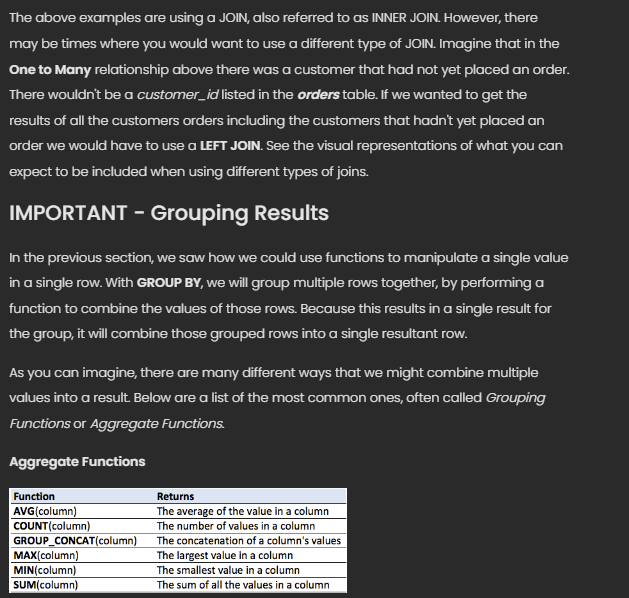 The above examples are using a JOIN, also referred to as INNER JOIN. However, there
may be times where you would want to use a different type of JOIN. Imagine that in the
One to Many relationship above there was a customer that had not yet placed an order.
There wouldn't be a customer_id listed in the orders table. If we wanted to get the
results of all the customers orders including the customers that hadn't yet placed an
order we would have to use a LEFT JOIN. See the visual representations of what you can
expect to be included when using different types of joins.
IMPORTANT - Grouping Results
In the previous section, we saw how we could use functions to manipulate a single value
in a single row. With GROUP BY, we will group multiple rows together, by performing a
function to combine the values of those rows. Because this results in a single result for
the group, it will combine those grouped rows into a single resultant row.
As you can imagine, there are many different ways that we might combine multiple
values into a result. Below are a list of the most common ones, often called Grouping
Functions or Aggregate Functions.
Aggregate Functions
Function Returns
AVG(column) The average of the value in a column
COUNT(column) The number of values in a column
GROUP_CONCAT(column) The concatenation of a column's values
MAX(column) The largest value in a column
MIN(column) The smallest value in a column
SUM(column) The sum of all the values in a column